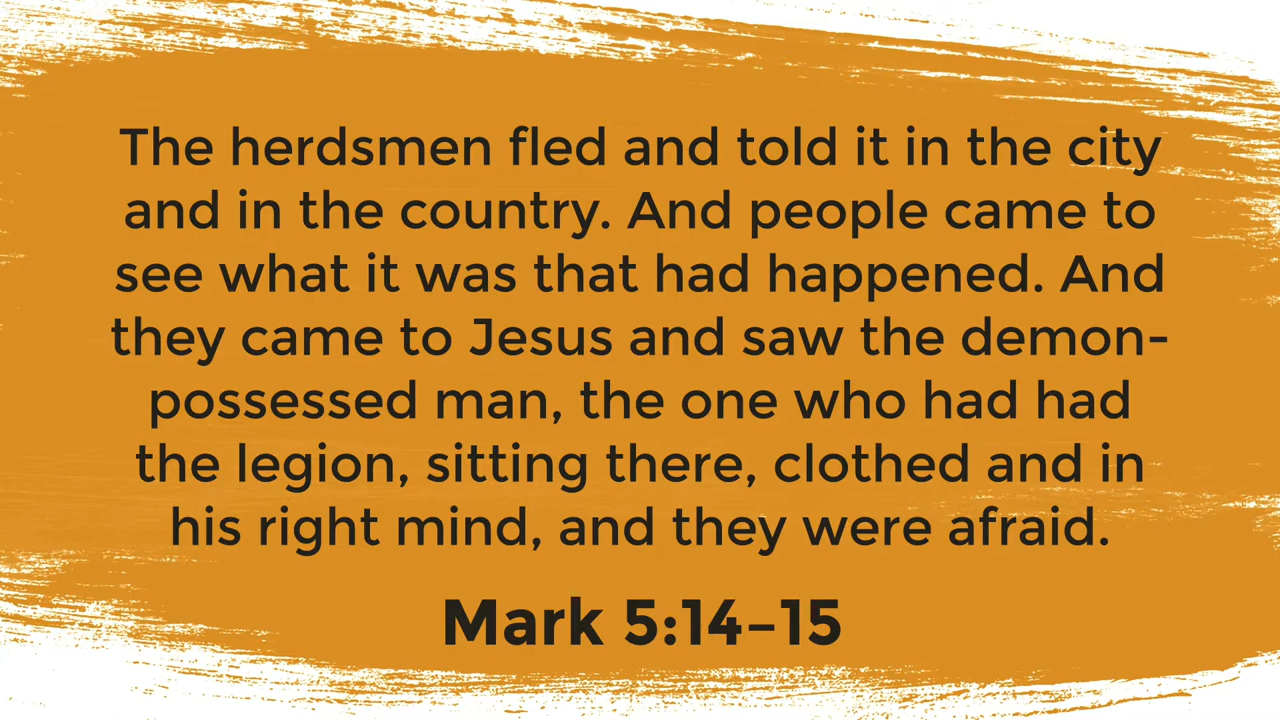 The herdsmen fled and told it in the city
and in the country. And people came to
see what it was that had happened. And
they came to Jesus and saw the demon-
possessed man, the one who had had
the legion, sitting there, clothed and in
his right mind, and they were afraid.
Mark 5:14–15